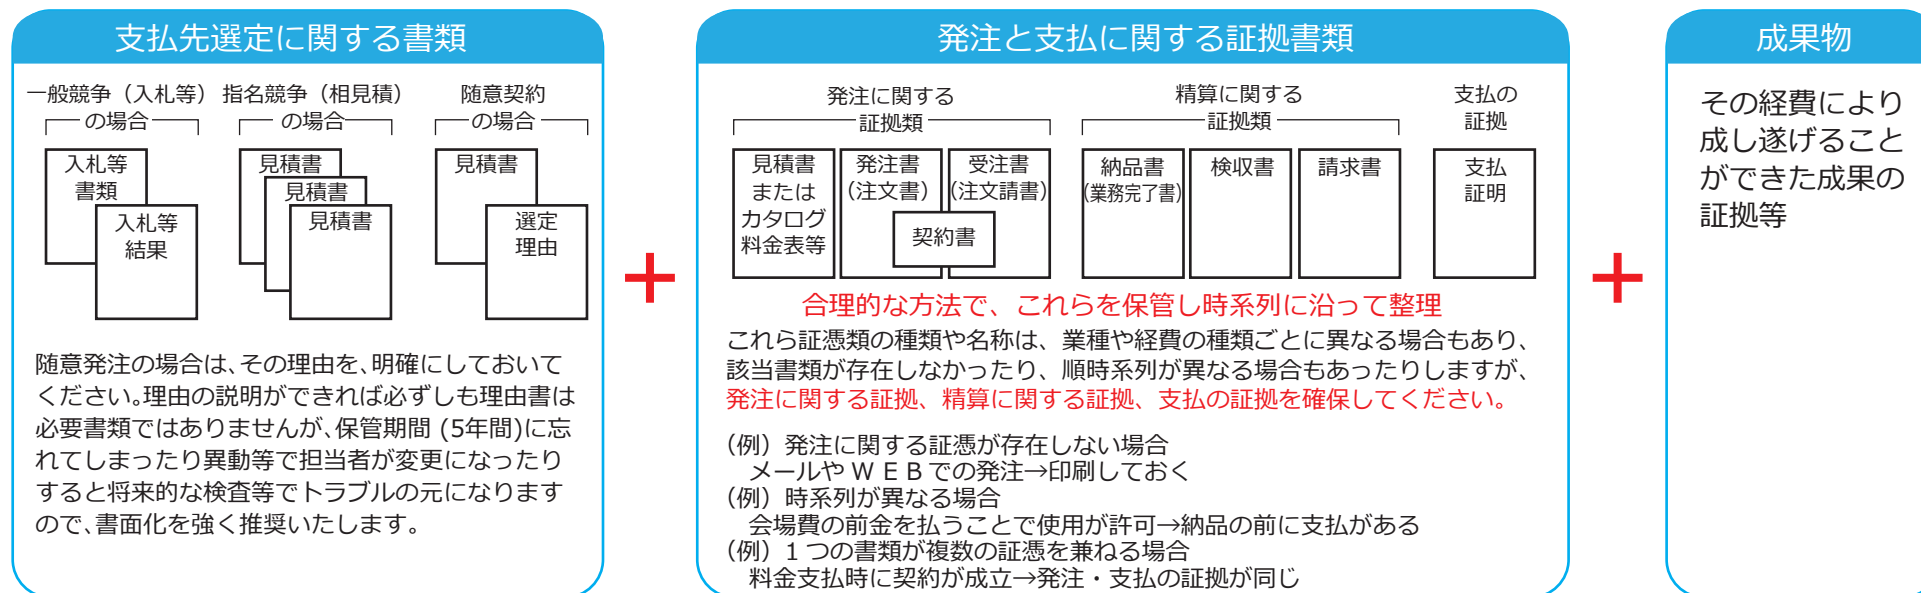 支払先選定に関する書類
一般競争（入札等）
の場合
指名競争（相見積）
の場合
随意契約
の場合
入札等
書類
入札等
結果
見積書
見積書
見積書
見積書
選定
理由
随意発注の場合は、その理由を、明確にしておいて
ください。理由の説明ができれば必ずしも理由書は
必要書類ではありませんが、保管期間 (5年間)に忘
れてしまったり異動等で担当者が変更になったり
すると将来的な検査等でトラブルの元になります
ので、書面化を強く推奨いたします。
+
発注と支払に関する証拠書類
発注に関する
証拠類
精算に関する
証拠類
支払の
証拠
見積書
または
カタログ
料金表等
発注書
（注文書）
受注書
（注文請書）
契約書
納品書
（業務完了書）
検収書
請求書
支払
証明
合理的な方法で、これらを保管し時系列に沿って整理
これら証憑類の種類や名称は、業種や経費の種類ごとに異なる場合もあり、
該当書類が存在しなかったり、順時系列が異なる場合もあったりしますが、
発注に関する証拠、精算に関する証拠、支払の証拠を確保してください。
（例）発注に関する証憑が存在しない場合
メールやＷＥＢでの発注→印刷しておく
（例）時系列が異なる場合
会場費の前金を払うことで使用が許可→納品の前に支払がある
（例）１つの書類が複数の証憑を兼ねる場合
料金支払時に契約が成立→発注・支払の証拠が同じ
+
成果物
その経費により
成し遂げること
ができた成果の
証拠等